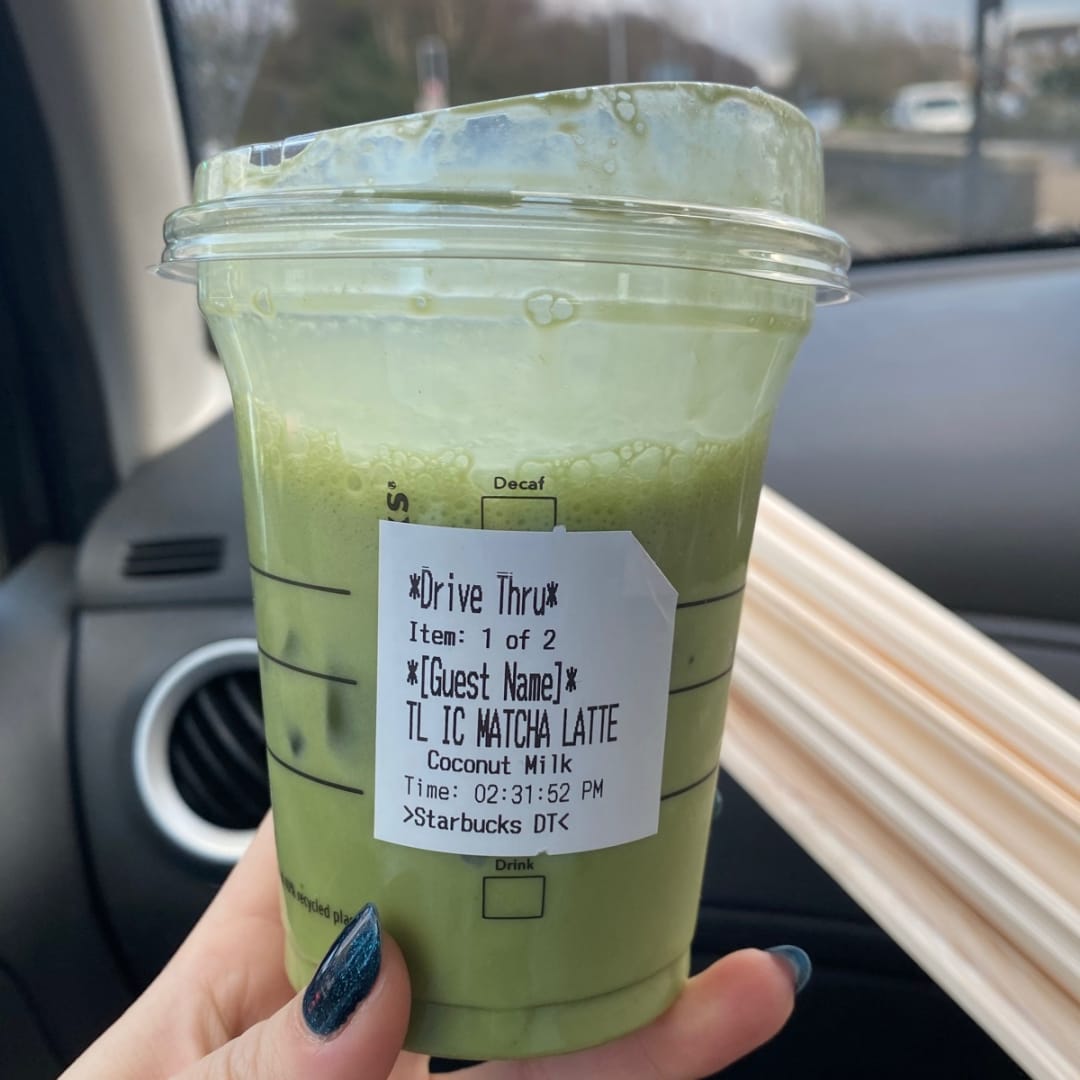 Decaf
*Drive Thru*
Item: 1 of 2
*[Guest Name]*
TL IC MATCHA LATTE
Coconut Milk
Time: 02:31:52 PM
>Starbucks DT<
Drink
recycled